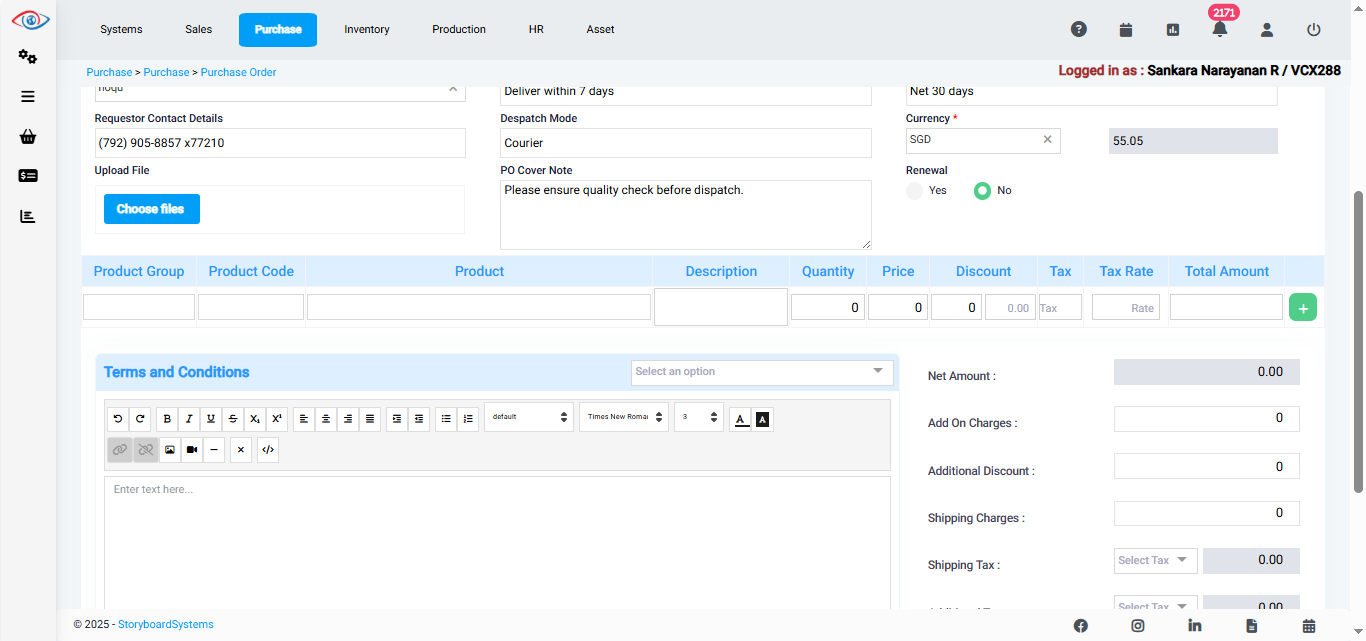 2171
Systems Sales Purchase Inventory Production HR Asset
Purchase > Purchase > Purchase Order
Logged in as : Sankara Narayanan R / VCX288
Deliver within 7 days
Net 30 days
Requestor Contact Details
Despatch Mode
Currency *
(792) 905-8857 x77210
Courier
SGD
55.05
Upload File
PO Cover Note
Renewal
Choose files
Please ensure quality check before dispatch.
Yes No
Product Group Product Code Product Description Quantity Price Discount Tax Tax Rate Total Amount
0 0 0 0.00 Tax Rate +
Terms and Conditions
Select an option
default Times New Roma 3
Enter text here...
Net Amount : 0.00
Add On Charges : 0
Additional Discount : 0
Shipping Charges : 0
Shipping Tax : Select Tax 0.00
Select Tax 0.00
© 2025 - StoryboardSystems